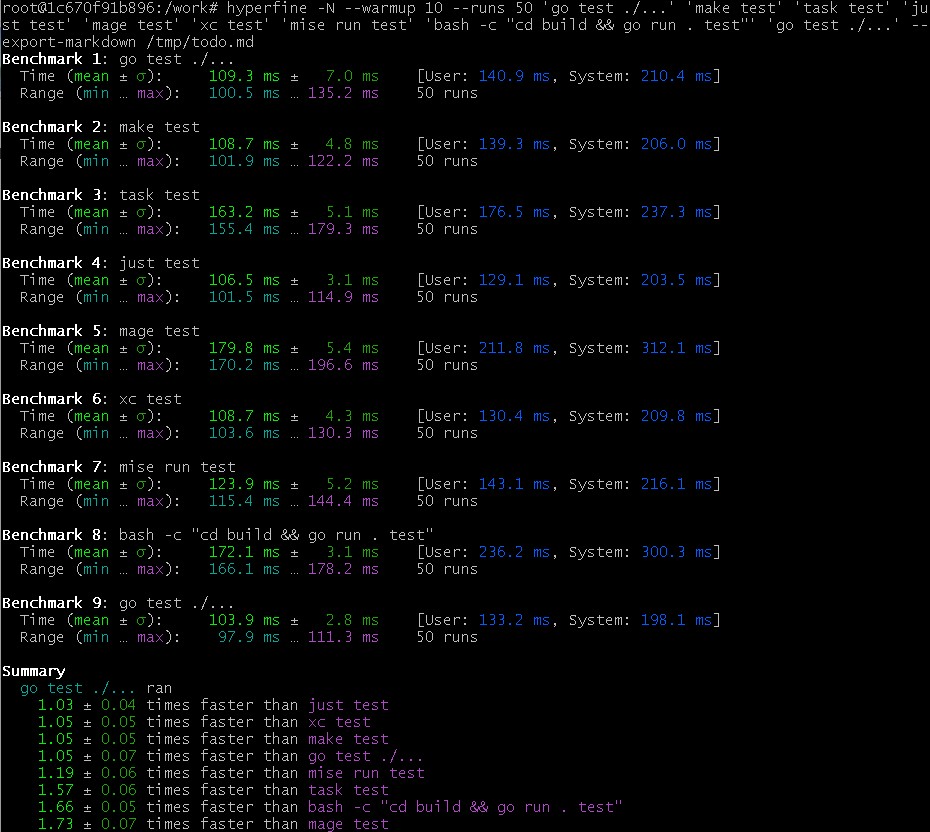 root@1c670f91b896:/work# hyperfine -N --warmup 10 --runs 50 'go test ./...' 'make test' 'task test' 'ju
st test' 'mage test' 'xc test' 'mise run test' 'bash -c "cd build && go run . test"' 'go test ./...' --
export-markdown /tmp/todo.md
Benchmark 1: go test ./...
Time (mean ± σ): 109.3 ms ± 7.0 ms [User: 140.9 ms, System: 210.4 ms]
Range (min … max): 100.5 ms … 135.2 ms 50 runs
Benchmark 2: make test
Time (mean ± σ): 108.7 ms ± 4.8 ms [User: 139.3 ms, System: 206.0 ms]
Range (min … max): 101.9 ms … 122.2 ms 50 runs
Benchmark 3: task test
Time (mean ± σ): 163.2 ms ± 5.1 ms [User: 176.5 ms, System: 237.3 ms]
Range (min … max): 155.4 ms … 179.3 ms 50 runs
Benchmark 4: just test
Time (mean ± σ): 106.5 ms ± 3.1 ms [User: 129.1 ms, System: 203.5 ms]
Range (min … max): 101.5 ms … 114.9 ms 50 runs
Benchmark 5: mage test
Time (mean ± σ): 179.8 ms ± 5.4 ms [User: 211.8 ms, System: 312.1 ms]
Range (min … max): 170.2 ms … 196.6 ms 50 runs
Benchmark 6: xc test
Time (mean ± σ): 108.7 ms ± 4.3 ms [User: 130.4 ms, System: 209.8 ms]
Range (min … max): 103.6 ms … 130.3 ms 50 runs
Benchmark 7: mise run test
Time (mean ± σ): 123.9 ms ± 5.2 ms [User: 143.1 ms, System: 216.1 ms]
Range (min … max): 115.4 ms … 144.4 ms 50 runs
Benchmark 8: bash -c "cd build && go run . test"
Time (mean ± σ): 172.1 ms ± 3.1 ms [User: 236.2 ms, System: 300.3 ms]
Range (min … max): 166.1 ms … 178.2 ms 50 runs
Benchmark 9: go test ./...
Time (mean ± σ): 103.9 ms ± 2.8 ms [User: 133.2 ms, System: 198.1 ms]
Range (min … max): 97.9 ms … 111.3 ms 50 runs
Summary
go test ./... ran
1.03 ± 0.04 times faster than just test
1.05 ± 0.05 times faster than xc test
1.05 ± 0.05 times faster than make test
1.05 ± 0.07 times faster than go test ./...
1.19 ± 0.06 times faster than mise run test
1.57 ± 0.06 times faster than task test
1.66 ± 0.05 times faster than bash -c "cd build && go run . test"
1.73 ± 0.07 times faster than mage test